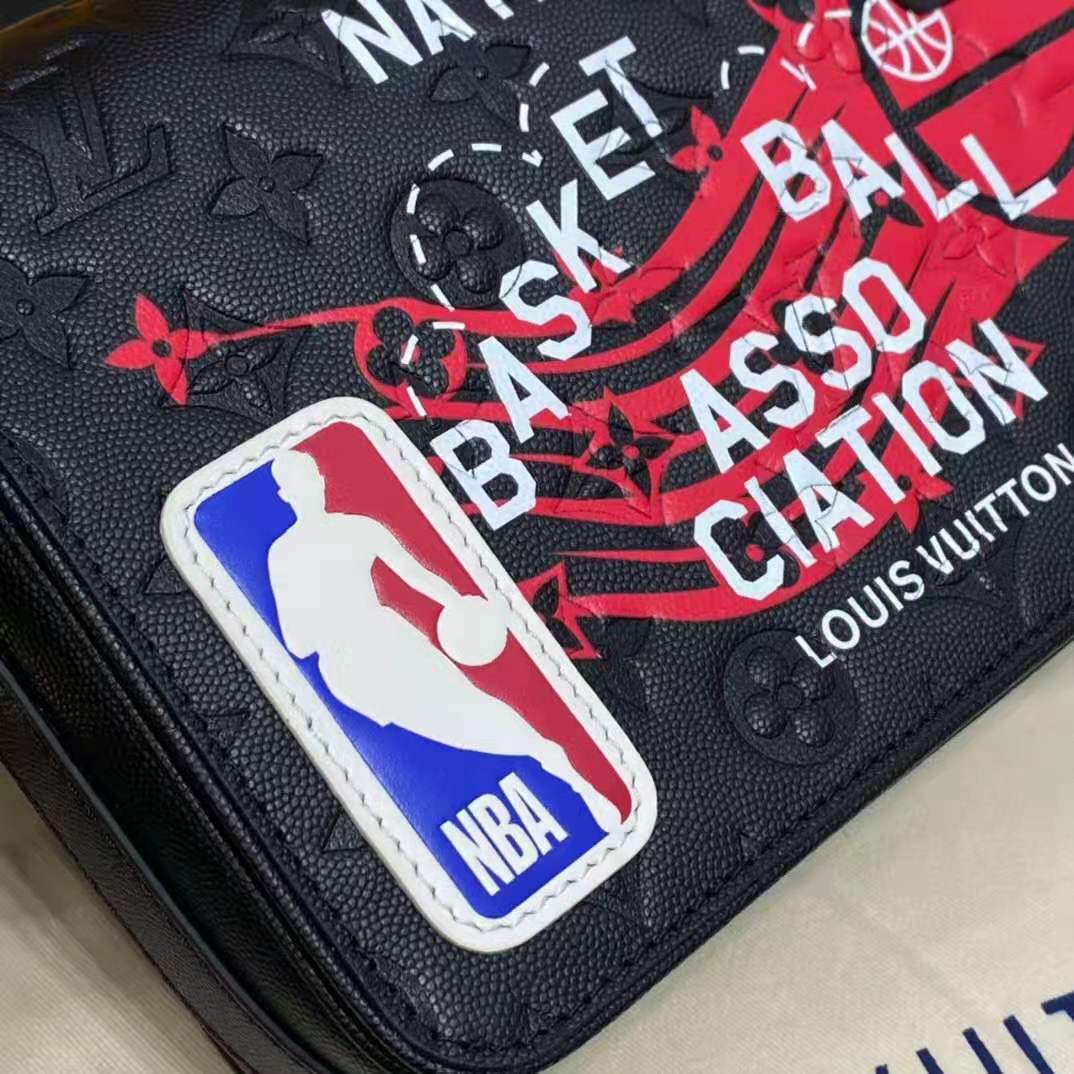 BASKET
BALL
ASSO
CIATION
LOUIS VUITTON
NBA